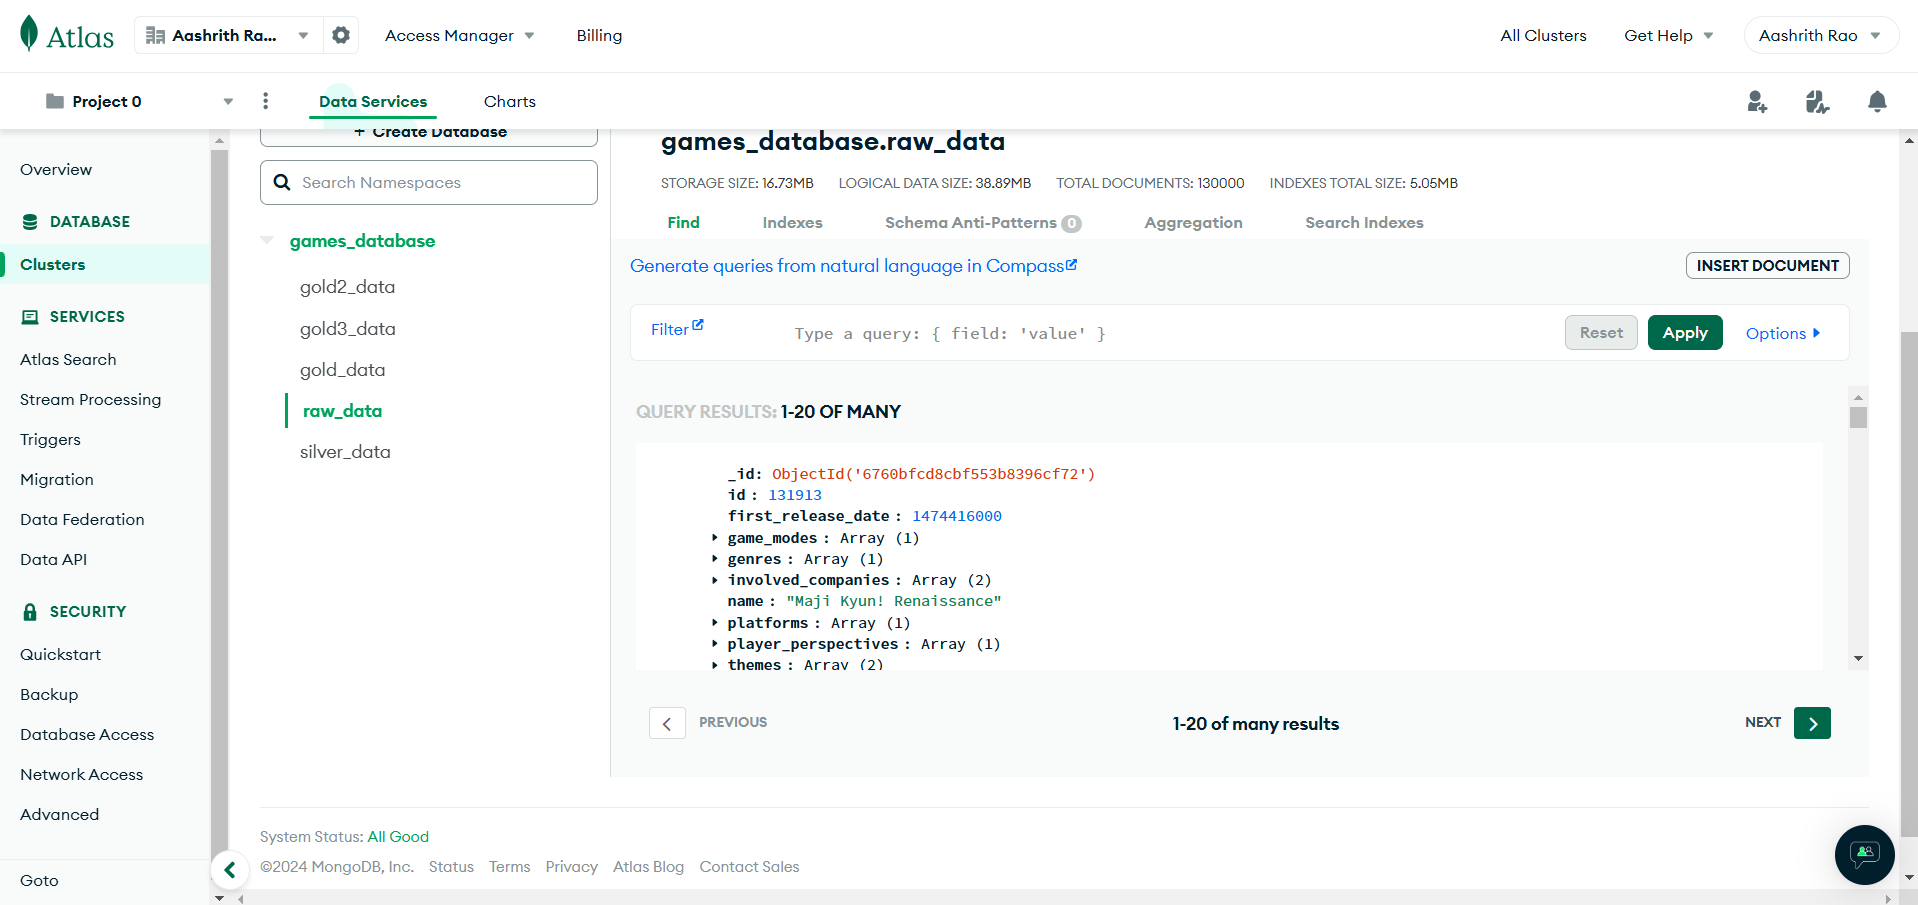 Atlas
Aashrith Ra...
Access Manager
Billing
All Clusters
Get Help
Aashrith Rao
Project 0
Data Services
Charts
Overview
DATABASE
Clusters
SERVICES
Atlas Search
Stream Processing
Triggers
Migration
Data Federation
Data API
SECURITY
Quickstart
Backup
Database Access
Network Access
Advanced
Goto
+ Create Database
Search Namespaces
games_database
gold2_data
gold3_data
gold_data
raw_data
silver_data
games_database.raw_data
STORAGE SIZE: 16.73MB LOGICAL DATA SIZE: 38.89MB TOTAL DOCUMENTS: 130000 INDEXES TOTAL SIZE: 5.05MB
Find Indexes Schema Anti-Patterns 0 Aggregation Search Indexes
Generate queries from natural language in Compass
INSERT DOCUMENT
Filter
Type a query: { field: 'value' }
Reset
Apply
Options
QUERY RESULTS: 1-20 OF MANY
_id: ObjectId('6760bfcd8cbf553b8396cf72')
id : 131913
first_release_date : 1474416000
game_modes : Array (1)
genres : Array (1)
involved_companies : Array (2)
name : "Maji Kyun! Renaissance"
platforms : Array (1)
player_perspectives : Array (1)
themes : Array (2)
PREVIOUS
1-20 of many results
NEXT
System Status: All Good
©2024 MongoDB, Inc. Status Terms Privacy Atlas Blog Contact Sales